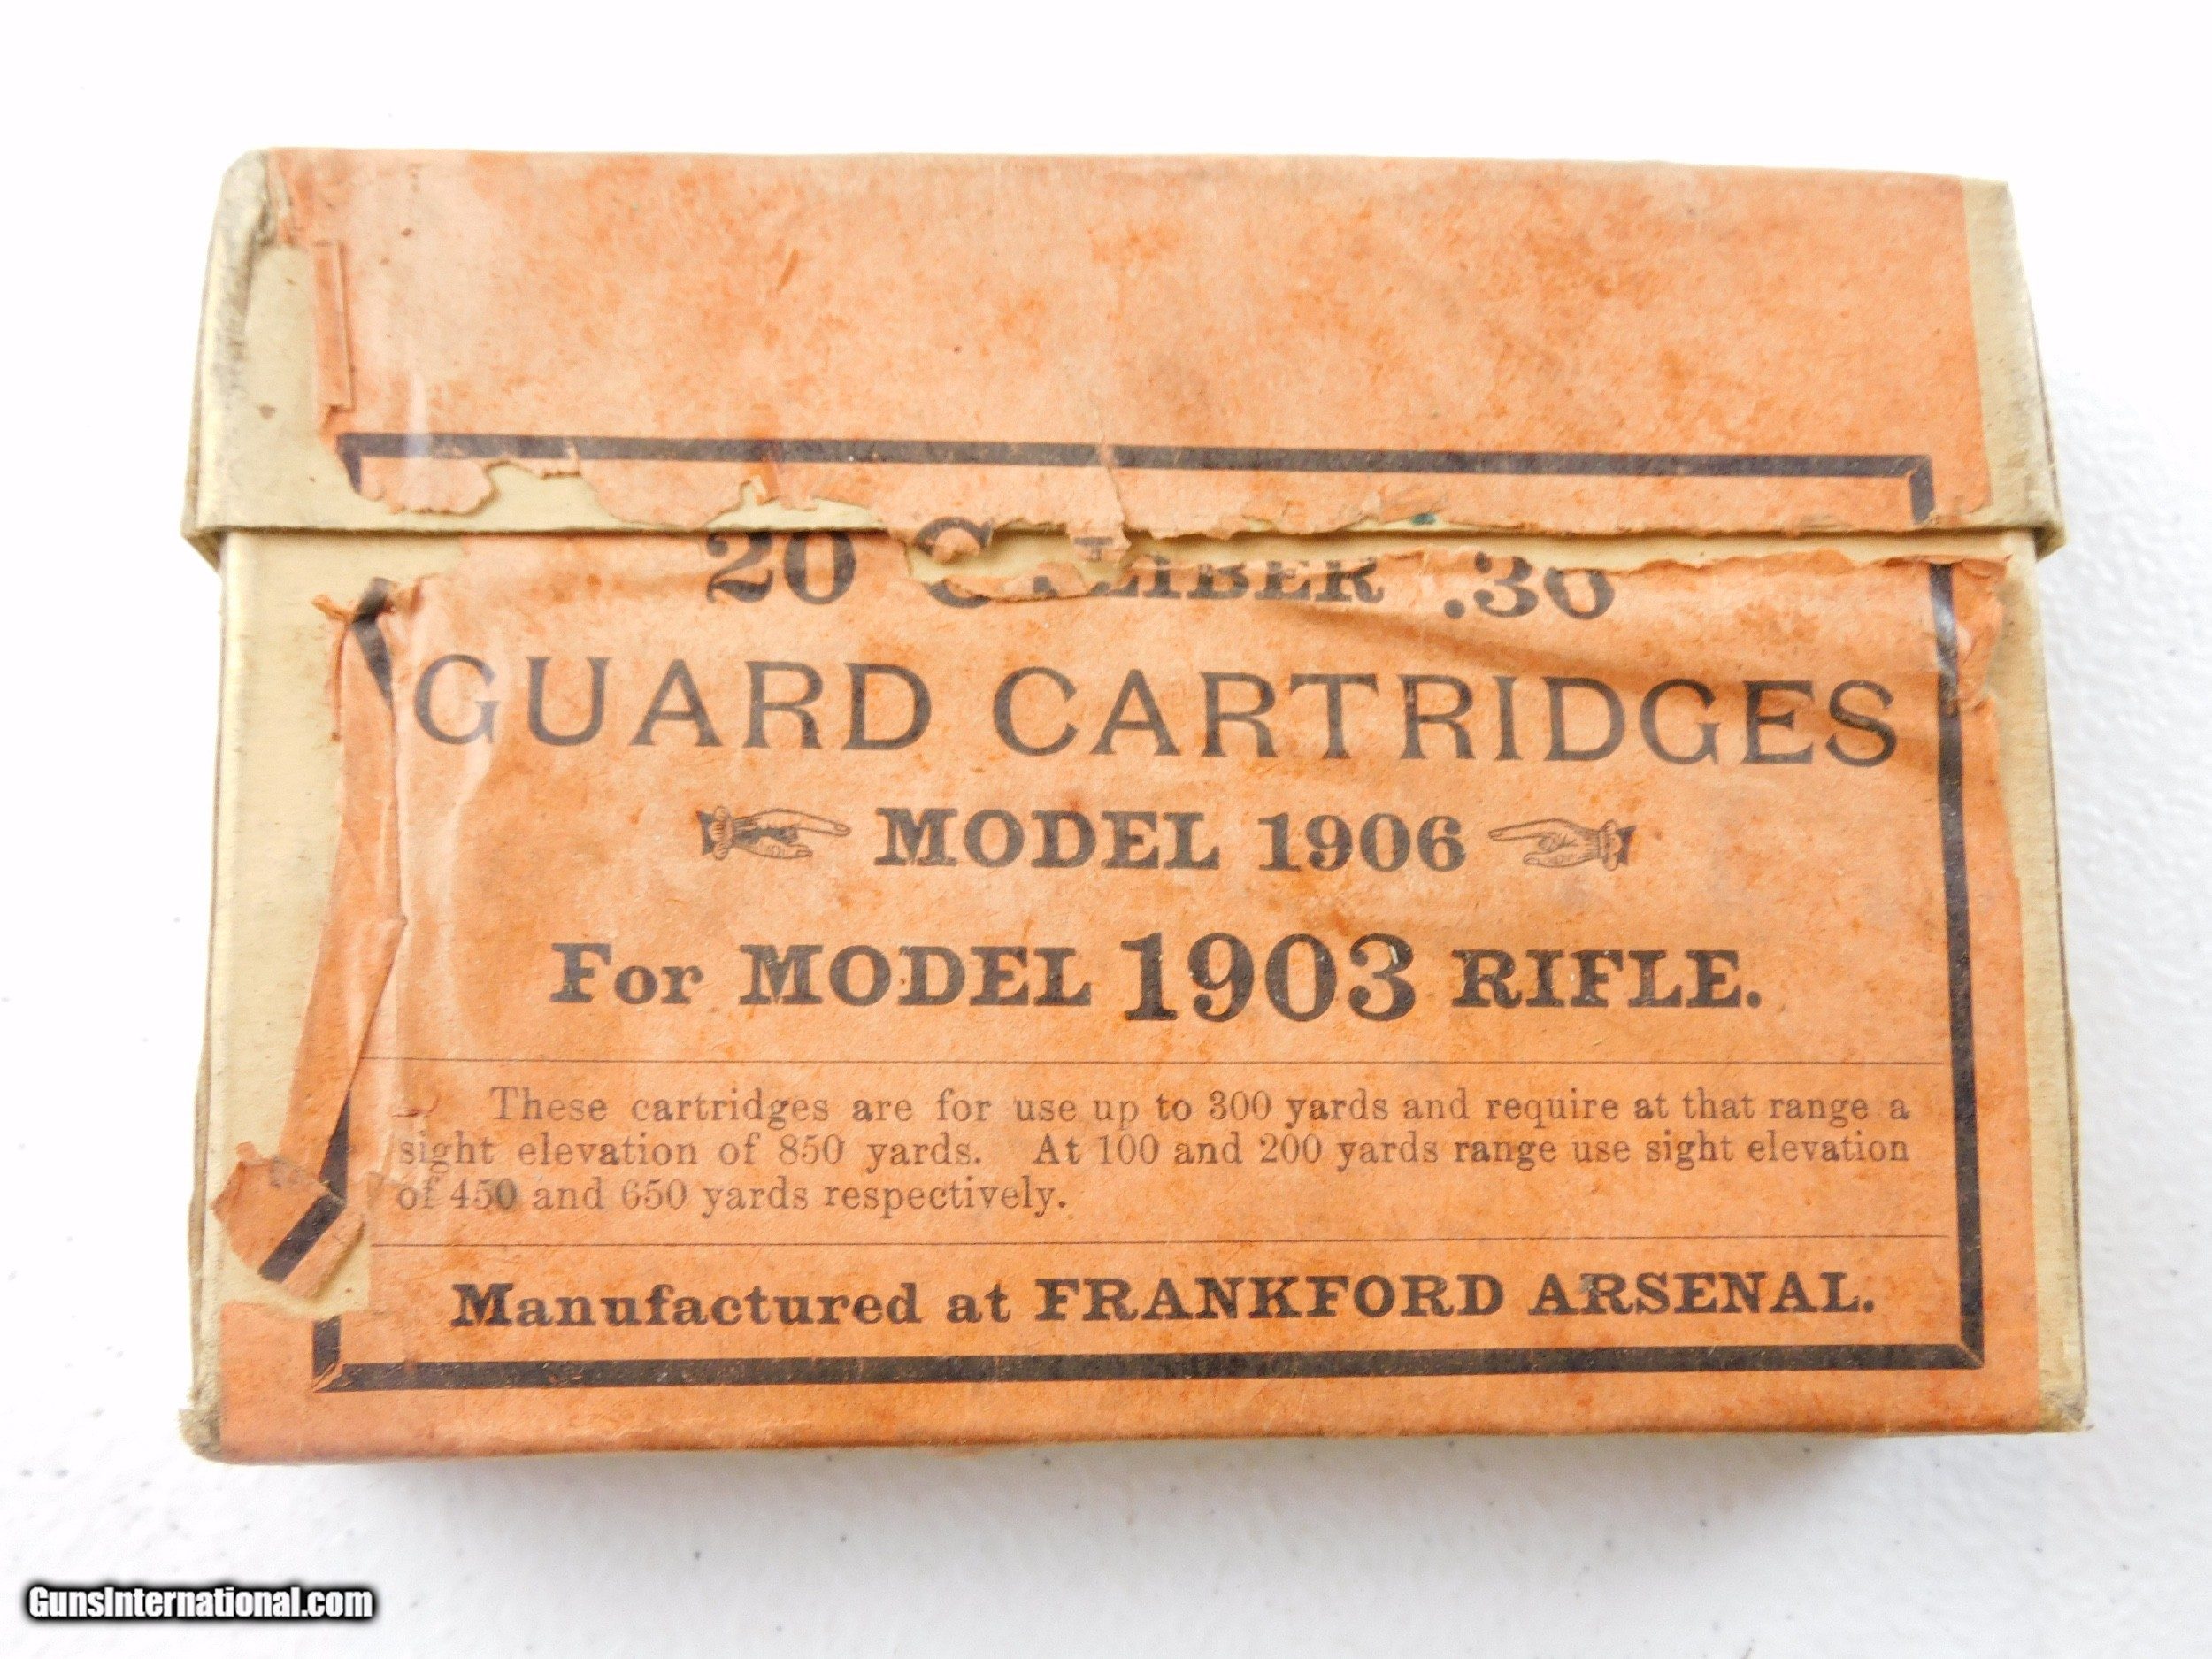 20 CALIBER .30
GUARD CARTRIDGES
MODEL 1906
For MODEL 1903 RIFLE.
These cartridges are for use up to 300 yards and require at that range a
sight elevation of 850 yards. At 100 and 200 yards range use sight elevation
of 450 and 650 yards respectively.
Manufactured at FRANKFORD ARSENAL.
GunsInternational.com